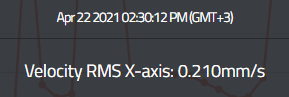 Apr 22 2021 02:30:12 PM (GMT+3)
Velocity RMS X-axis: 0.210mm/s